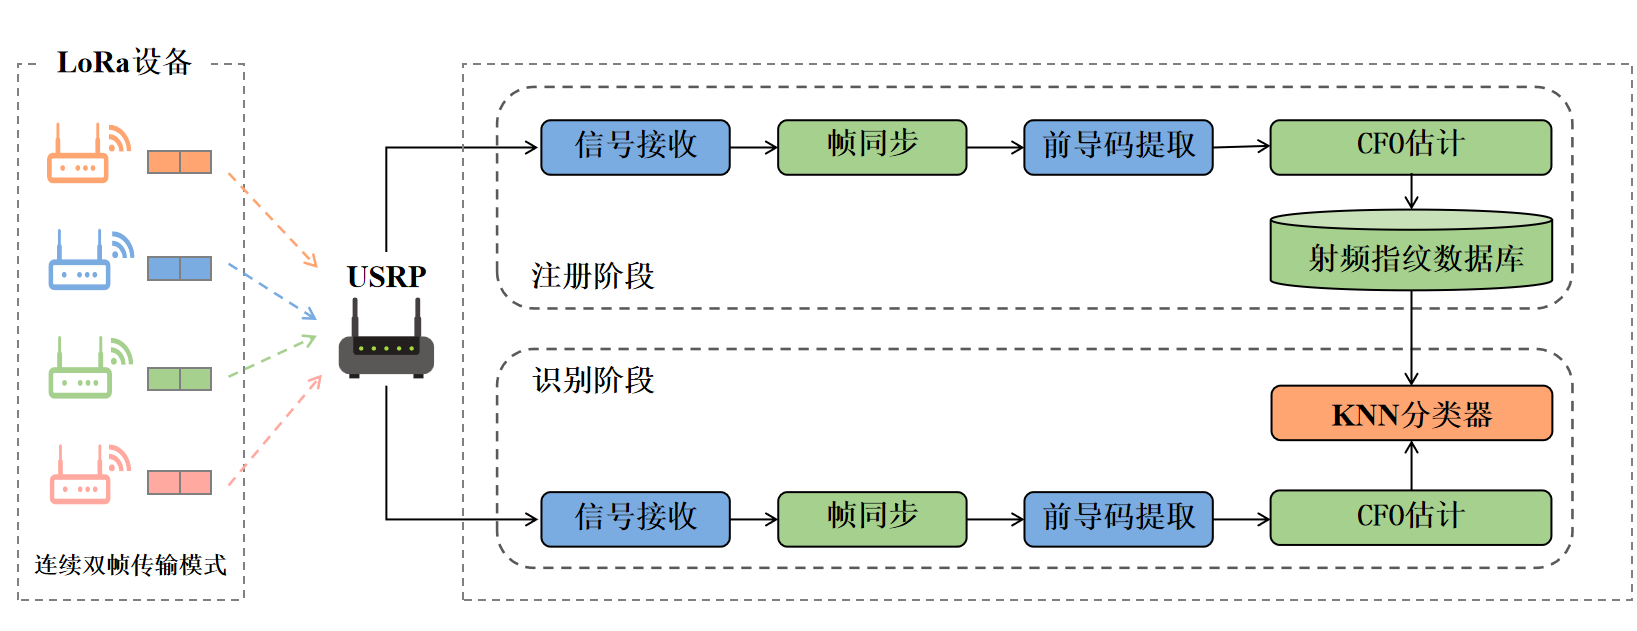 LoRa设备
连续双帧传输模式
USRP
信号接收
帧同步
前导码提取
CFO估计
射频指纹数据库
注册阶段
识别阶段
KNN分类器
信号接收
帧同步
前导码提取
CFO估计